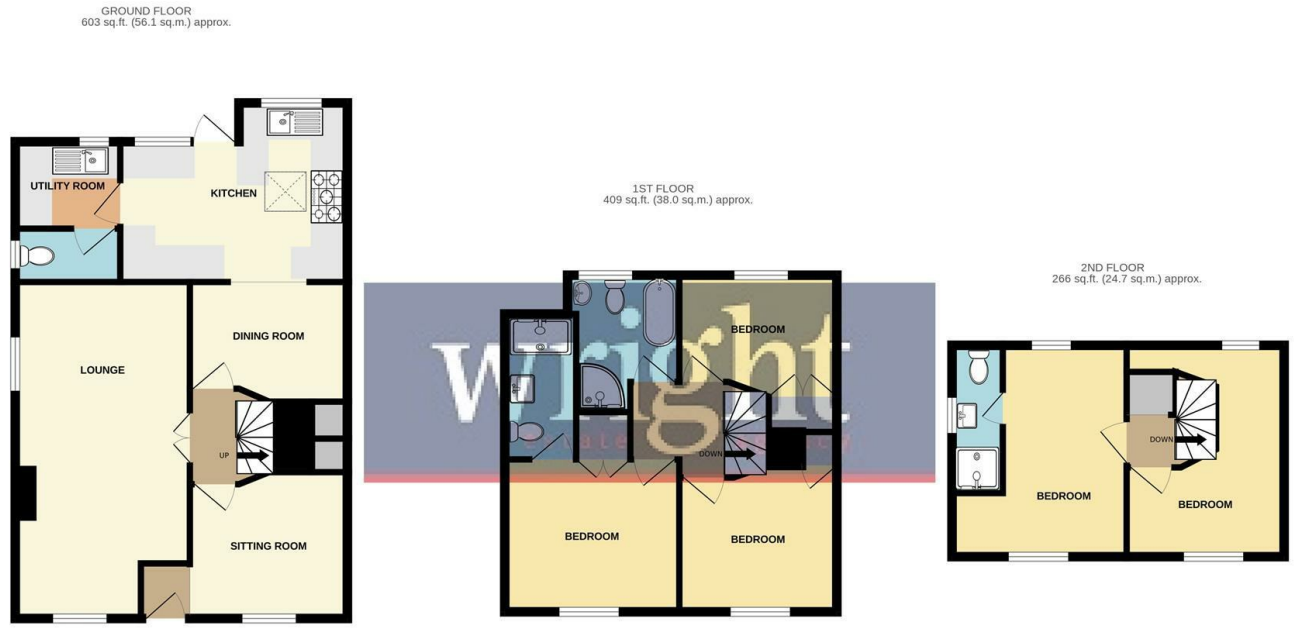 GROUND FLOOR
603 sq.ft. (56.1 sq.m.) approx.
UTILITY ROOM
KITCHEN
DINING ROOM
LOUNGE
UP
SITTING ROOM
1ST FLOOR
409 sq.ft. (38.0 sq.m.) approx.
BEDROOM
wright
estate agency
DOWN
BEDROOM
BEDROOM
2ND FLOOR
266 sq.ft. (24.7 sq.m.) approx.
DOWN
BEDROOM
BEDROOM